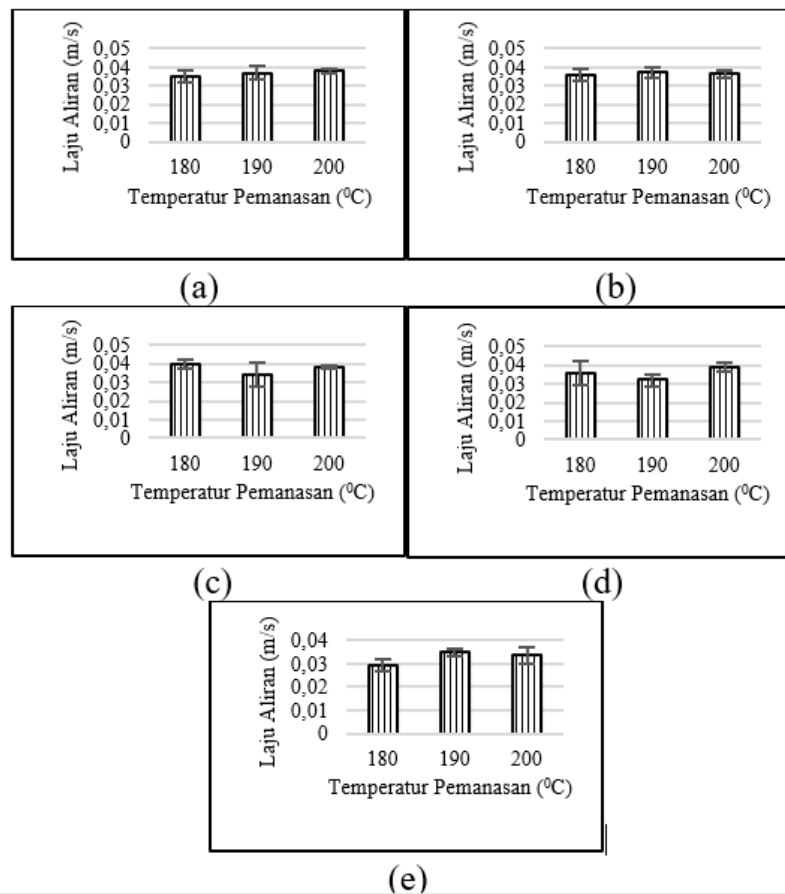 Laju Aliran (m/s)
0,05
0,04
0,03
0,02
0,01
0
180 190 200
Temperatur Pemanasan (⁰C)
(a)
Laju Aliran (m/s)
0,05
0,04
0,03
0,02
0,01
0
180 190 200
Temperatur Pemanasan (⁰C)
(b)
Laju Aliran (m/s)
0,05
0,04
0,03
0,02
0,01
0
180 190 200
Temperatur Pemanasan (⁰C)
(c)
Laju Aliran (m/s)
0,05
0,04
0,03
0,02
0,01
0
180 190 200
Temperatur Pemanasan (⁰C)
(d)
Laju Aliran (m/s)
0,04
0,03
0,02
0,01
0
180 190 200
Temperatur Pemanasan (⁰C)
(e)